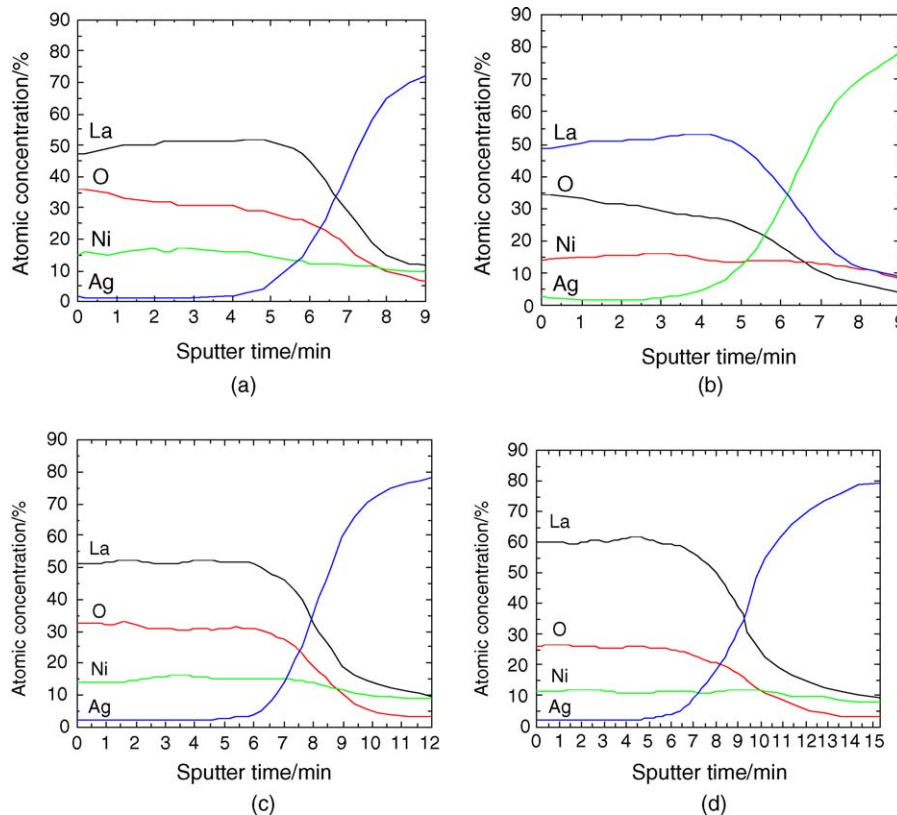 90
80
70
60
50
40
30
20
10
0
Atomic concentration/%
La
O
Ni
Ag
0 1 2 3 4 5 6 7 8 9
Sputter time/min
(a)
90
80
70
60
50
40
30
20
10
0
Atomic concentration/%
La
O
Ni
Ag
0 1 2 3 4 5 6 7 8 9
Sputter time/min
(b)
90
80
70
60
50
40
30
20
10
0
Atomic concentration/%
La
O
Ni
Ag
0 1 2 3 4 5 6 7 8 9 10 11 12
Sputter time/min
(c)
90
80
70
60
50
40
30
20
10
0
Atomic concentration/%
La
O
Ni
Ag
0 1 2 3 4 5 6 7 8 9 10 11 12 13 14 15
Sputter time/min
(d)